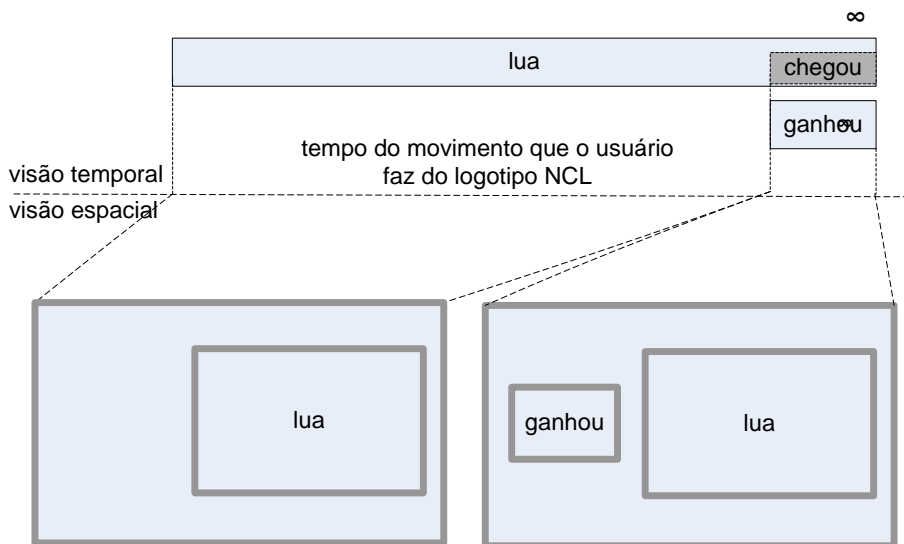 ∞
lua
chegou
ganhou ∞
tempo do movimento que o usuário
faz do logotipo NCL
visão temporal
visão espacial
lua
ganhou
lua